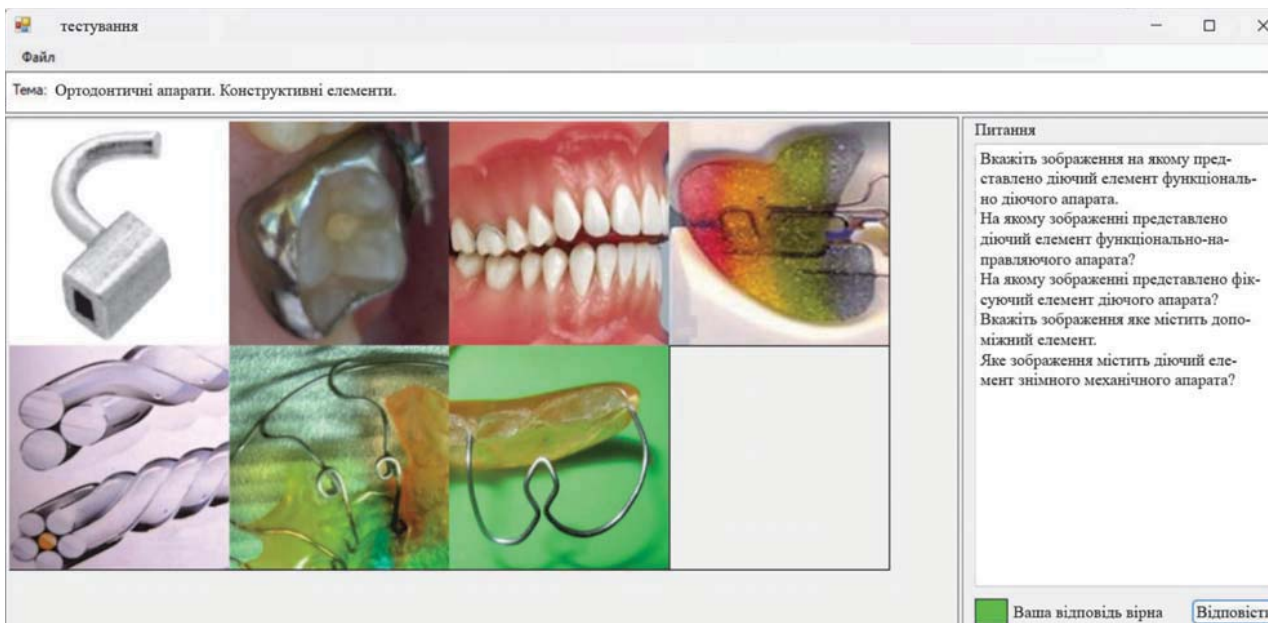 тестування
Файл
Тема: Ортодонтичні апарати. Конструктивні елементи.
Питання
Вкажіть зображення на якому пред-
ставлено діючий елемент функціональ-
но діючого апарата.
На якому зображенні представлено
діючий елемент функціонально-на-
правляючого апарата?
На якому зображенні представлено фік-
суючий елемент діючого апарата?
Вкажіть зображення яке містить допо-
міжний елемент.
Яке зображення містить діючий еле-
мент знімного механічного апарата?
Ваша відповідь вірна
Відповісти